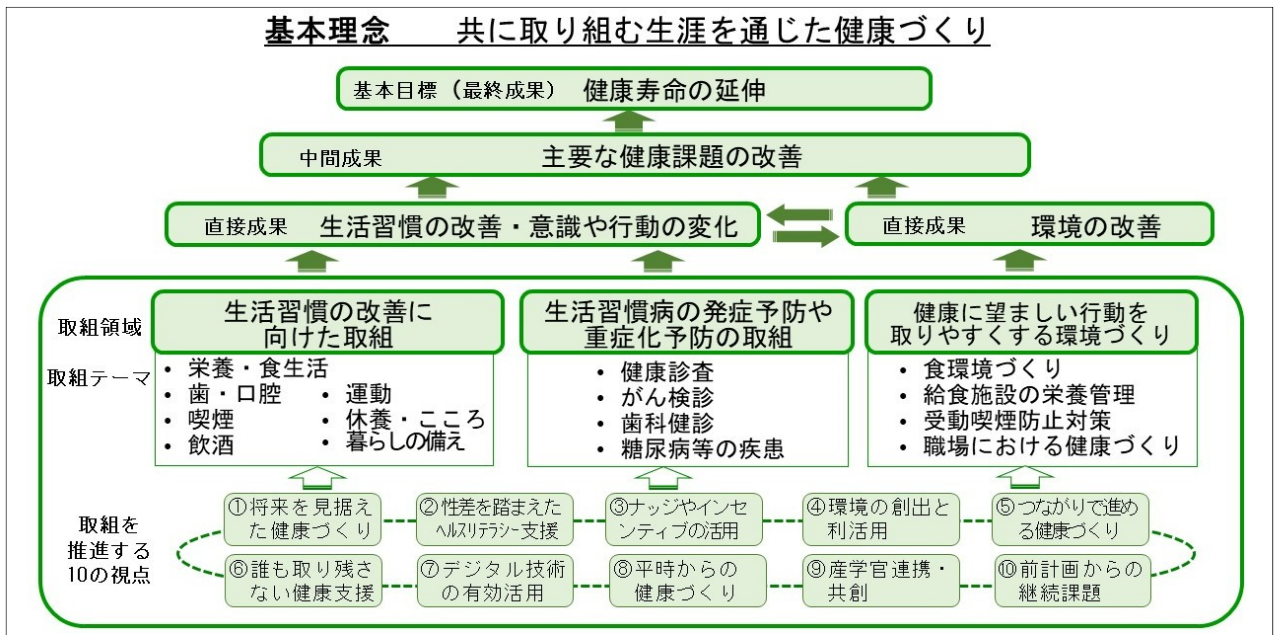 基本理念　　共に取り組む生涯を通じた健康づくり
基本目標（最終成果） 健康寿命の延伸
中間成果　　主要な健康課題の改善
直接成果　生活習慣の改善・意識や行動の変化
直接成果　　環境の改善
取組領域
生活習慣の改善に
向けた取組
生活習慣病の発症予防や
重症化予防の取組
健康に望ましい行動を
取りやすくする環境づくり
取組テーマ
• 栄養・食生活
• 歯・口腔
• 喫煙
• 飲酒
• 運動
• 休養・こころ
• 暮らしの備え
• 健康診査
• がん検診
• 歯科健診
• 糖尿病等の疾患
• 食環境づくり
• 給食施設の栄養管理
• 受動喫煙防止対策
• 職場における健康づくり
取組を
推進する
10の視点
①将来を見据え
た健康づくり
②性差を踏まえた
ﾍﾙｽﾘﾃﾗｼｰ支援
③ナッジやインセ
ンティブの活用
④環境の創出と
利活用
⑤つながりで進め
る健康づくり
⑥誰も取り残さ
ない健康支援
⑦デジタル技術
の有効活用
⑧平時からの
健康づくり
⑨産学官連携・
共創
⑩前計画からの
継続課題